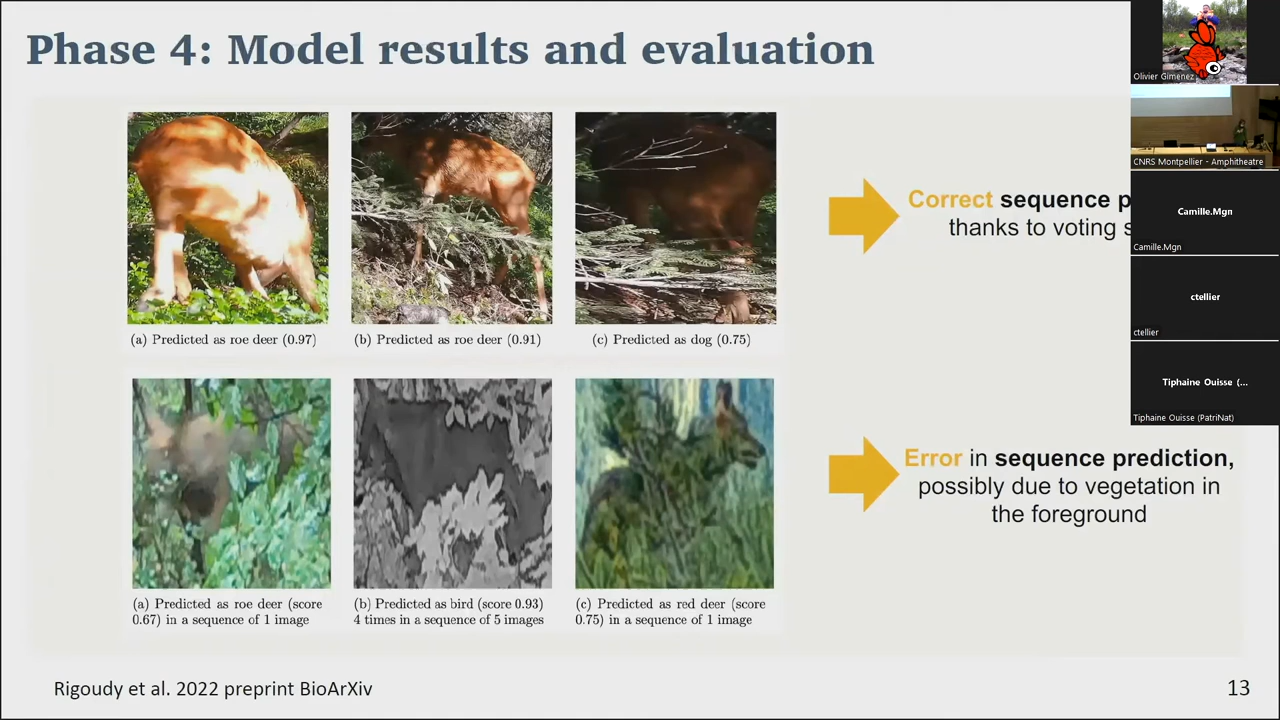 Phase 4: Model results and evaluation
(a) Predicted as roe deer (0.97)
(b) Predicted as roe deer (0.91)
(c) Predicted as dog (0.75)
Correct sequence p
thanks to voting s
(a) Predicted as roe deer (score
0.67) in a sequence of 1 image
(b) Predicted as bird (score 0.93)
4 times in a sequence of 5 images
(c) Predicted as red deer (score
0.75) in a sequence of 1 image
Error in sequence prediction,
possibly due to vegetation in
the foreground
Rigoudy et al. 2022 preprint BioArXiv
13
Olivier Gimenez
CNRS Montpellier - Amphitheatre
Camille.Mgn
Camille.Mgn
ctellier
ctellier
Tiphaine Ouisse (...
Tiphaine Ouisse (PatriNat)